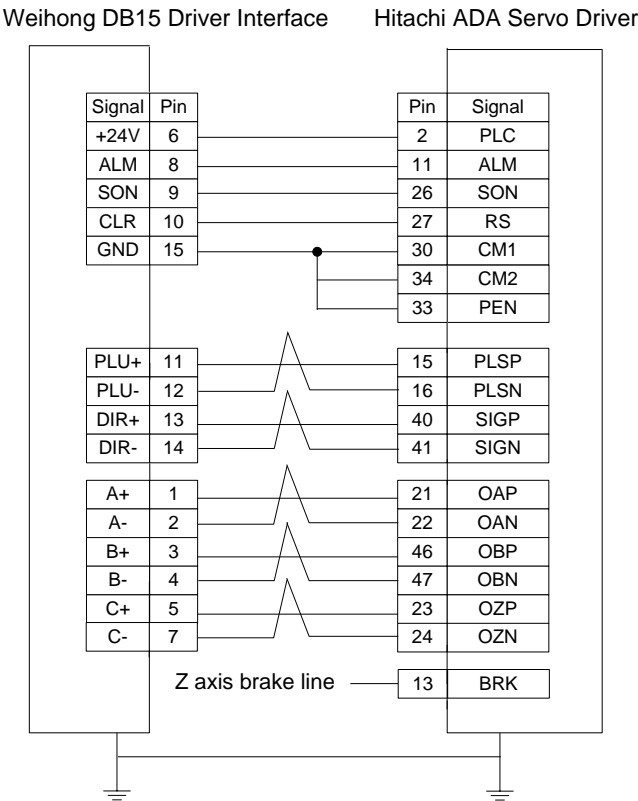 Weihong DB15 Driver Interface Hitachi ADA Servo Driver
Signal Pin Pin Signal
+24V 6 2 PLC
ALM 8 11 ALM
SON 9 26 SON
CLR 10 27 RS
GND 15 30 CM1
34 CM2
33 PEN
PLU+ 11 15 PLSP
PLU- 12 16 PLSN
DIR+ 13 40 SIGP
DIR- 14 41 SIGN
A+ 1 21 OAP
A- 2 22 OAN
B+ 3 46 OBP
B- 4 47 OBN
C+ 5 23 OZP
C- 7 24 OZN
Z axis brake line 13 BRK